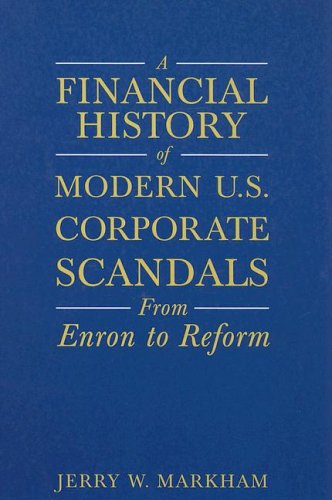 A
FINANCIAL
HISTORY
of
MODERN U.S.
CORPORATE
SCANDALS
From
Enron to Reform
JERRY W. MARKHAM